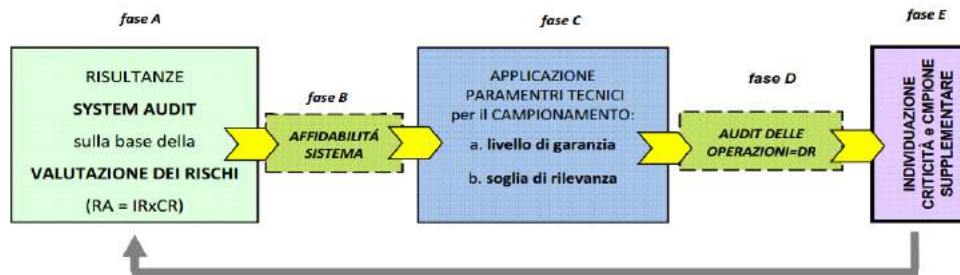 fase A
RISULTANZE
SYSTEM AUDIT
sulla base della
VALUTAZIONE DEI RISCHI
(RA = IRxCR)
fase B
AFFIDABILITÁ
SISTEMA
fase C
APPLICAZIONE
PARAMENTRI TECNICI
per il CAMPIONAMENTO:
a. livello di garanzia
b. soglia di rilevanza
fase D
AUDIT DELLE
OPERAZIONI=DR
fase E
INDIVIDUAZIONE
CRITICITÀ e CMPIONE
SUPPLEMENTARE